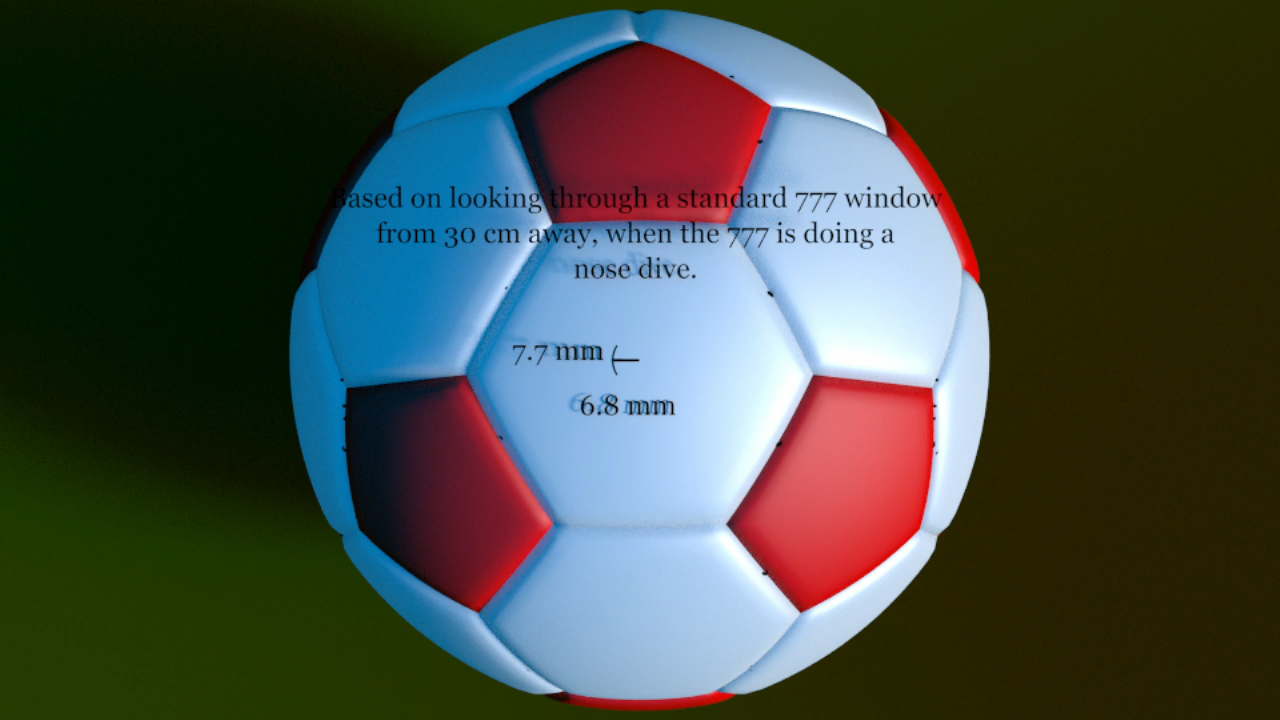 Based on looking through a standard 777 window
from 30 cm away, when the 777 is doing a
nose dive.
7.7 mm
6.8 mm